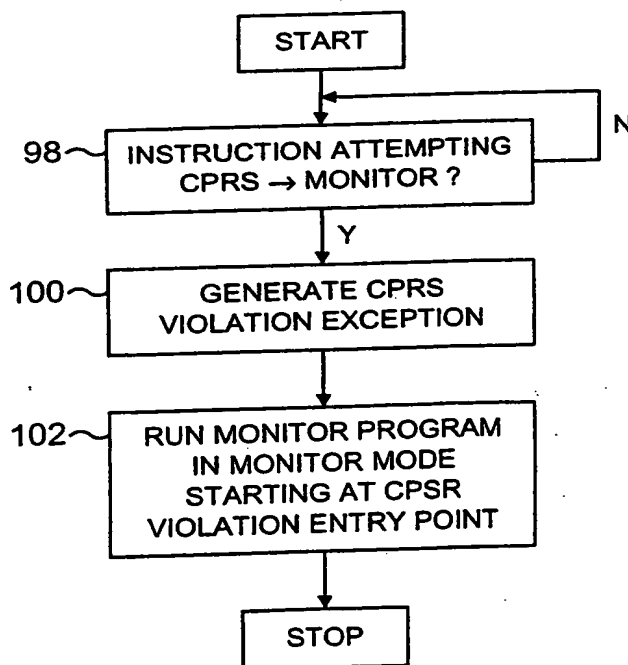 START
N
98
INSTRUCTION ATTEMPTING
CPRS → MONITOR ?
Y
100
GENERATE CPRS
VIOLATION EXCEPTION
102
RUN MONITOR PROGRAM
IN MONITOR MODE
STARTING AT CPSR
VIOLATION ENTRY POINT
STOP